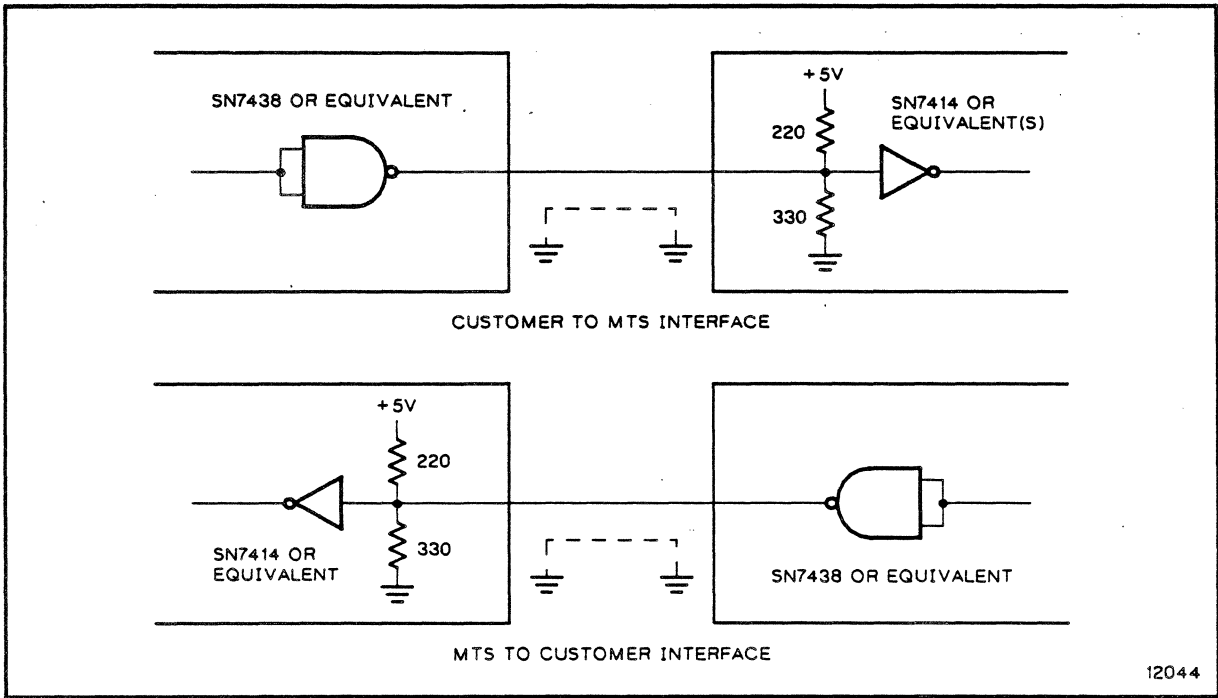 SN7438 OR EQUIVALENT
+5V
220
330
SN7414 OR
EQUIVALENT(S)
CUSTOMER TO MTS INTERFACE
+5V
220
330
SN7414 OR
EQUIVALENT
SN7438 OR EQUIVALENT
MTS TO CUSTOMER INTERFACE
12044